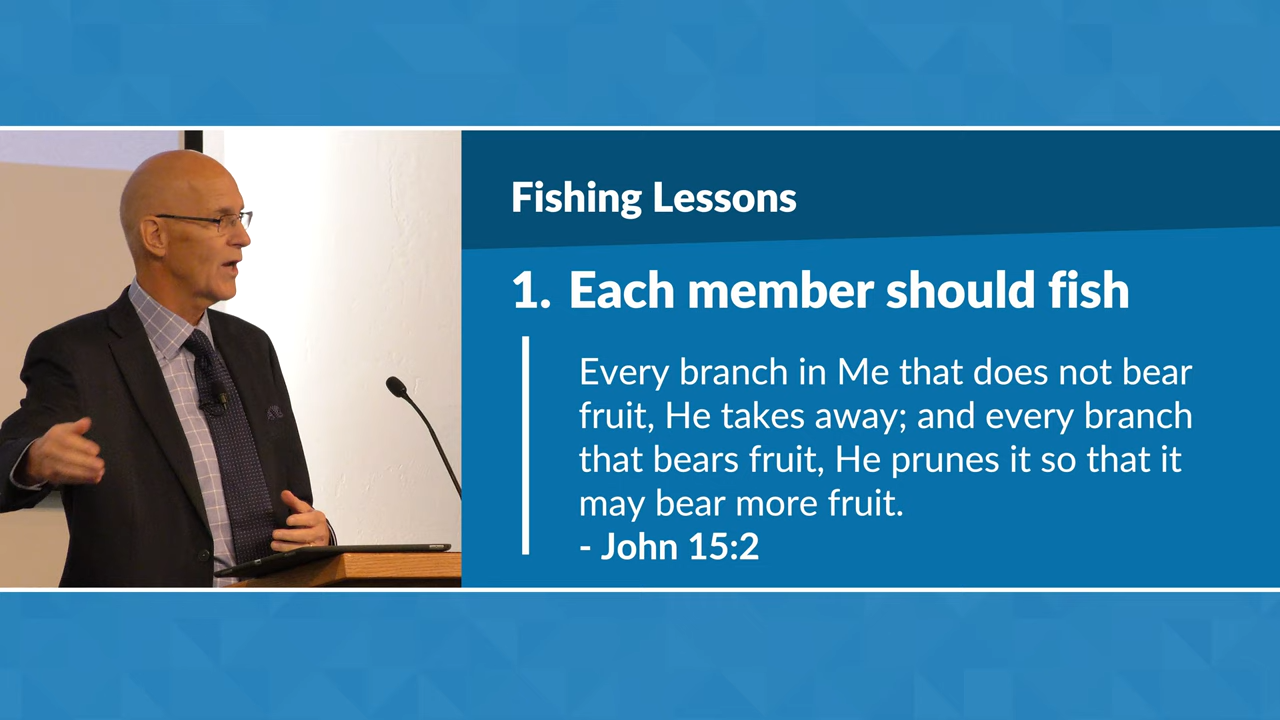 Fishing Lessons
1. Each member should fish
Every branch in Me that does not bear
fruit, He takes away; and every branch
that bears fruit, He prunes it so that it
may bear more fruit.
- John 15:2